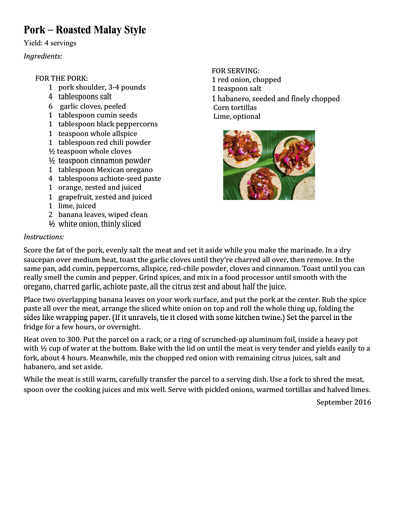 Pork – Roasted Malay Style
Yield: 4 servings
Ingredients:
FOR THE PORK:
1 pork shoulder, 3-4 pounds
4 tablespoons salt
6 garlic cloves, peeled
1 tablespoon cumin seeds
1 tablespoon black peppercorns
1 teaspoon whole allspice
1 tablespoon red chili powder
½ teaspoon whole cloves
½ teaspoon cinnamon powder
1 tablespoon Mexican oregano
4 tablespoons achiote-seed paste
1 orange, zested and juiced
1 grapefruit, zested and juiced
1 lime, juiced
2 banana leaves, wiped clean
½ white onion, thinly sliced
FOR SERVING:
1 red onion, chopped
1 teaspoon salt
1 habanero, seeded and finely chopped
Corn tortillas
Lime, optional
Instructions:
Score the fat of the pork, evenly salt the meat and set it aside while you make the marinade. In a dry
saucepan over medium heat, toast the garlic cloves until they're charred all over, then remove. In the
same pan, add cumin, peppercorns, allspice, red-chile powder, cloves and cinnamon. Toast until you can
really smell the cumin and pepper. Grind spices, and mix in a food processor until smooth with the
oregano, charred garlic, achiote paste, all the citrus zest and about half the juice.
Place two overlapping banana leaves on your work surface, and put the pork at the center. Rub the spice
paste all over the meat, arrange the sliced white onion on top and roll the whole thing up, folding the
sides like wrapping paper. (If it unravels, tie it closed with some kitchen twine.) Set the parcel in the
fridge for a few hours, or overnight.
Heat oven to 300. Put the parcel on a rack, or a ring of scrunched-up aluminum foil, inside a heavy pot
with ½ cup of water at the bottom. Bake with the lid on until the meat is very tender and yields easily to a
fork, about 4 hours. Meanwhile, mix the chopped red onion with remaining citrus juices, salt and
habanero, and set aside.
While the meat is still warm, carefully transfer the parcel to a serving dish. Use a fork to shred the meat,
spoon over the cooking juices and mix well. Serve with pickled onions, warmed tortillas and halved limes.
September 2016